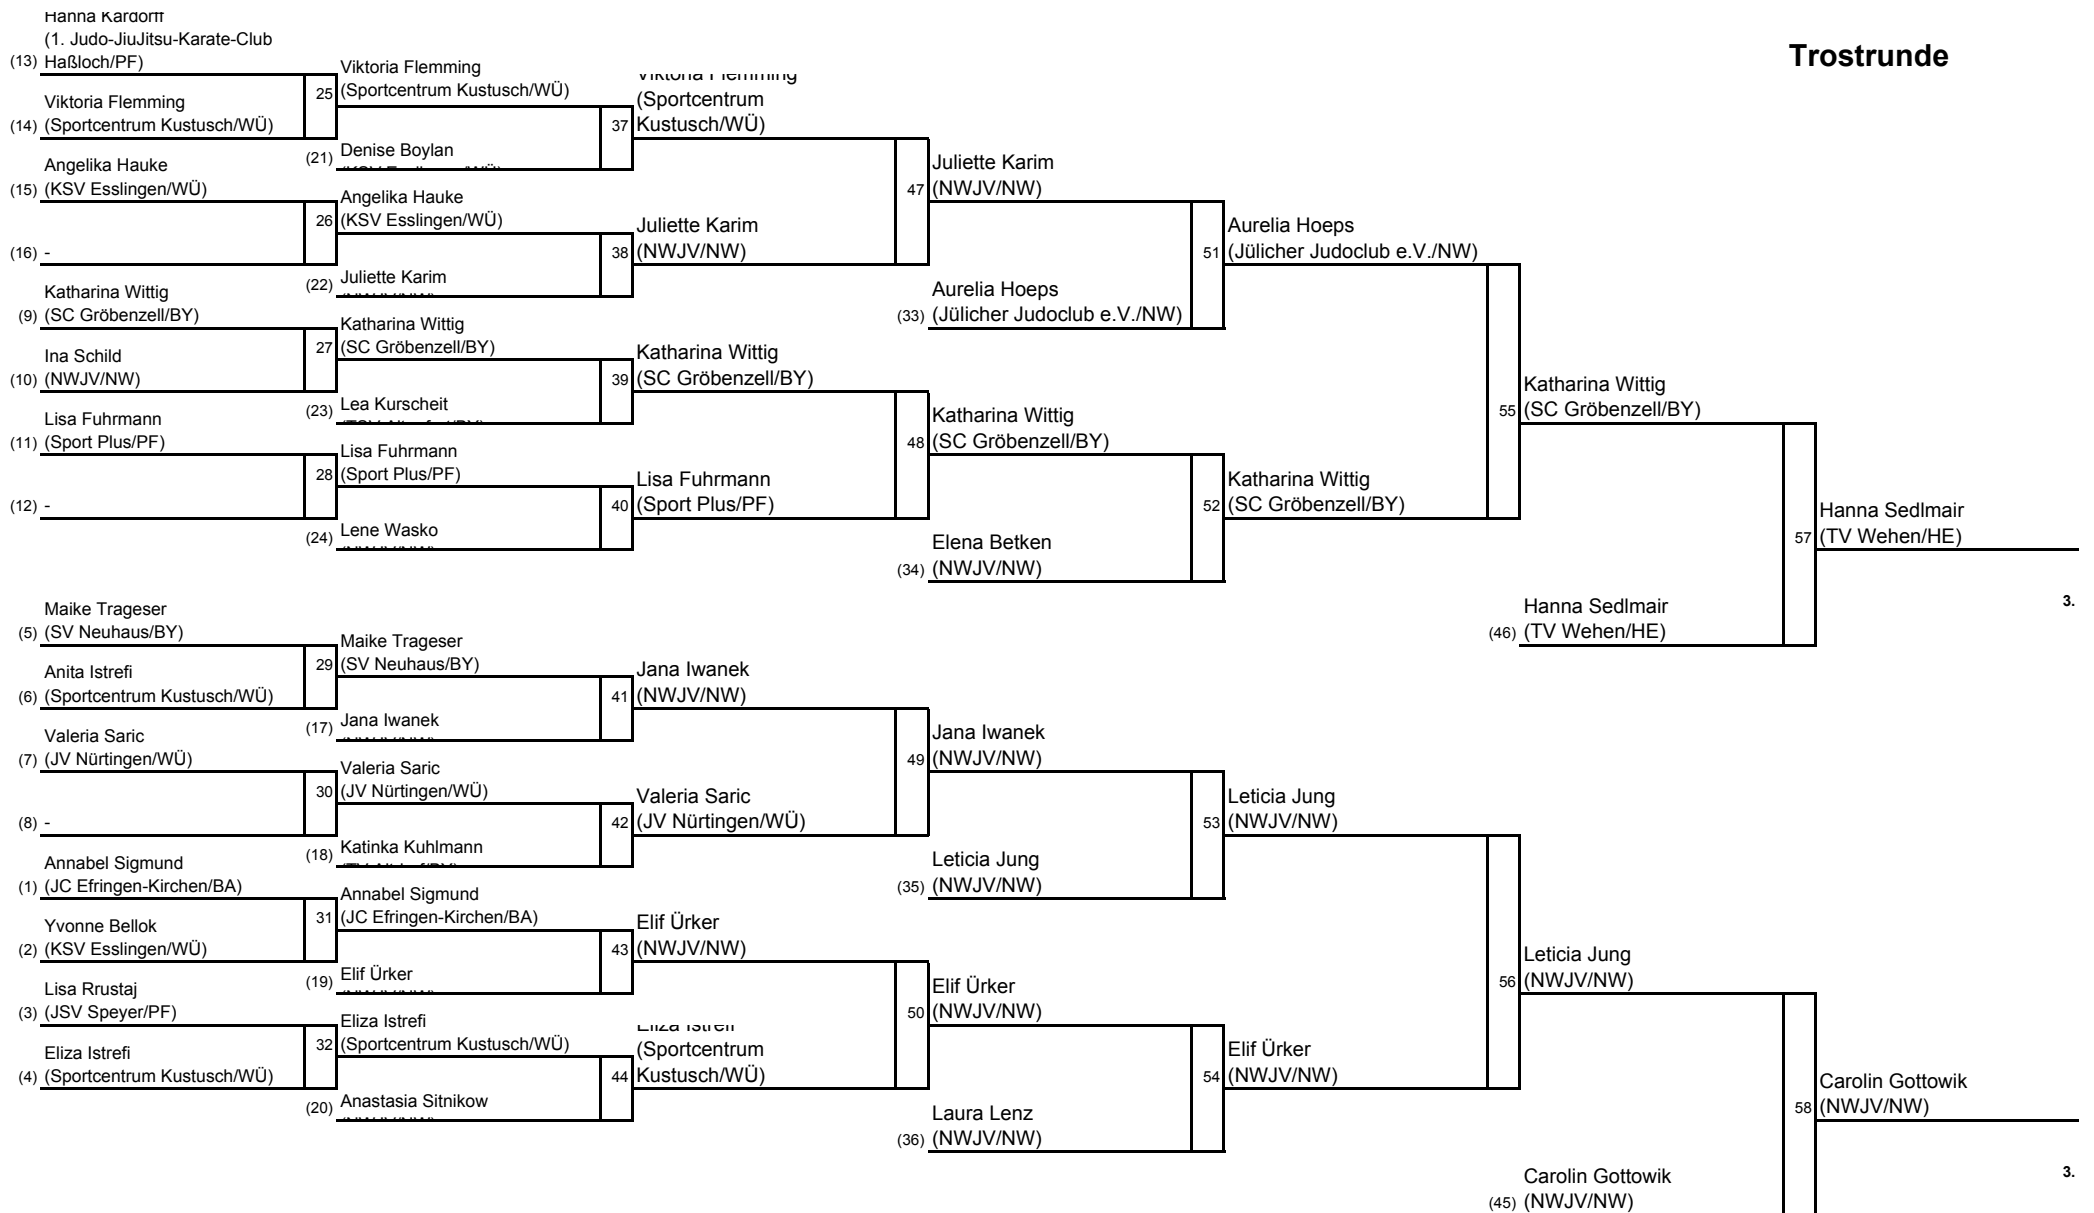 Trostrunde
Hanna Kardorff
(1. Judo-JiuJitsu-Karate-Club
(13) Haßloch/PF)
Viktoria Flemming
(14) (Sportcentrum Kustusch/WÜ)
Angelika Hauke
(15) (KSV Esslingen/WÜ)
(16) -
Katharina Wittig
(9) (SC Gröbenzell/BY)
Ina Schild
(10) (NWJV/NW)
Lisa Fuhrmann
(11) (Sport Plus/PF)
(12) -
Maike Trageser
(5) (SV Neuhaus/BY)
Anita Istrefi
(6) (Sportcentrum Kustusch/WÜ)
Valeria Saric
(7) (JV Nürtingen/WÜ)
(8) -
Annabel Sigmund
(1) (JC Efringen-Kirchen/BA)
Yvonne Bellok
(2) (KSV Esslingen/WÜ)
Lisa Rrustaj
(3) (JSV Speyer/PF)
Eliza Istrefi
(4) (Sportcentrum Kustusch/WÜ)
Viktoria Flemming
25 (Sportcentrum Kustusch/WÜ)
(21) Denise Boylan
Angelika Hauke
26 (KSV Esslingen/WÜ)
(22) Juliette Karim
Katharina Wittig
27 (SC Gröbenzell/BY)
(23) Lea Kurscheit
Lisa Fuhrmann
28 (Sport Plus/PF)
(24) Lene Wasko
Maike Trageser
29 (SV Neuhaus/BY)
(17) Jana Iwanek
Valeria Saric
30 (JV Nürtingen/WÜ)
(18) Katinka Kuhlmann
Annabel Sigmund
31 (JC Efringen-Kirchen/BA)
(19) Elif Ürker
Eliza Istrefi
32 (Sportcentrum Kustusch/WÜ)
(20) Anastasia Sitnikow
Viktoria Flemming
(Sportcentrum
37 Kustusch/WÜ)
Juliette Karim
38 (NWJV/NW)
Katharina Wittig
39 (SC Gröbenzell/BY)
Lisa Fuhrmann
40 (Sport Plus/PF)
Jana Iwanek
41 (NWJV/NW)
Valeria Saric
42 (JV Nürtingen/WÜ)
Elif Ürker
43 (NWJV/NW)
Eliza Istrefi
(Sportcentrum
44 Kustusch/WÜ)
Juliette Karim
47 (NWJV/NW)
Aurelia Hoeps
(33) (Jülicher Judoclub e.V./NW)
Katharina Wittig
48 (SC Gröbenzell/BY)
Elena Betken
(34) (NWJV/NW)
Jana Iwanek
49 (NWJV/NW)
Leticia Jung
(35) (NWJV/NW)
Elif Ürker
50 (NWJV/NW)
Laura Lenz
(36) (NWJV/NW)
Aurelia Hoeps
51 (Jülicher Judoclub e.V./NW)
Katharina Wittig
52 (SC Gröbenzell/BY)
Leticia Jung
53 (NWJV/NW)
Elif Ürker
54 (NWJV/NW)
Katharina Wittig
55 (SC Gröbenzell/BY)
Hanna Sedlmair
(46) (TV Wehen/HE)
Leticia Jung
56 (NWJV/NW)
Carolin Gottowik
(45) (NWJV/NW)
Hanna Sedlmair
57 (TV Wehen/HE)
3.
Carolin Gottowik
58 (NWJV/NW)
3.